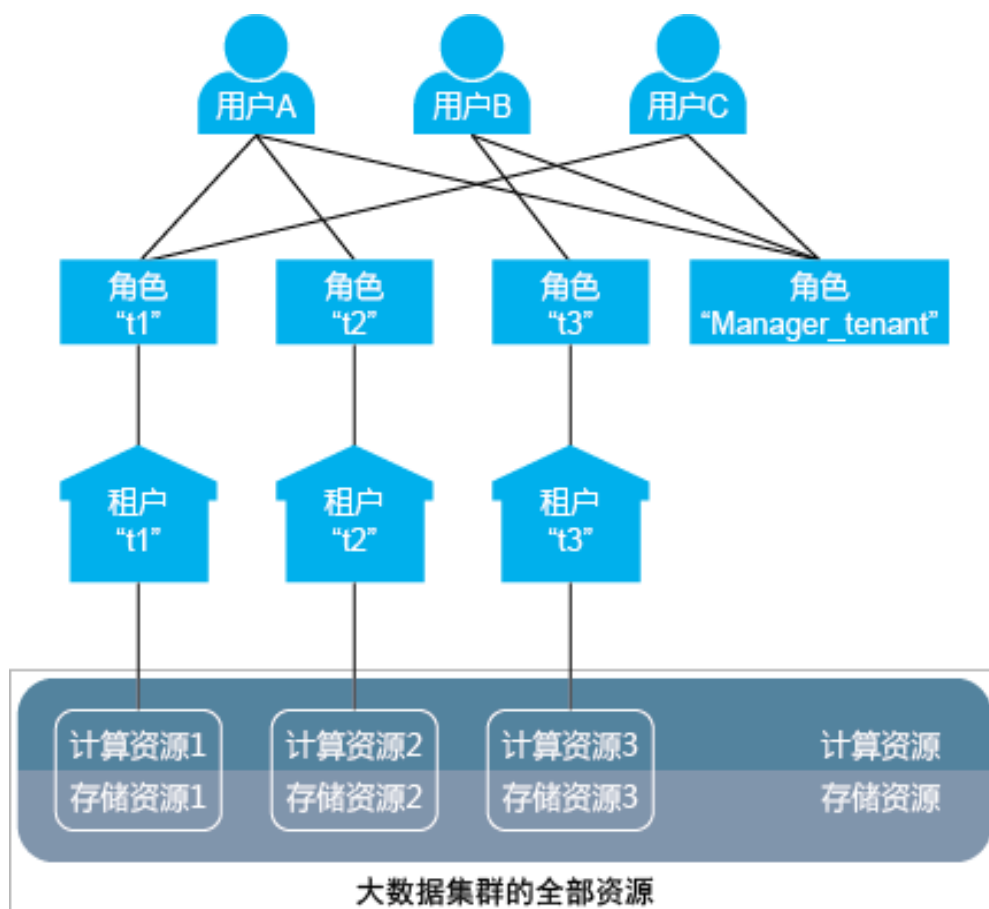 用户A
用户B
用户C
角色
“t1”
角色
“t2”
角色
“t3”
角色
“Manager_tenant”
租户
“t1”
租户
“t2”
租户
“t3”
计算资源1
存储资源1
计算资源2
存储资源2
计算资源3
存储资源3
计算资源
存储资源
大数据集群的全部资源